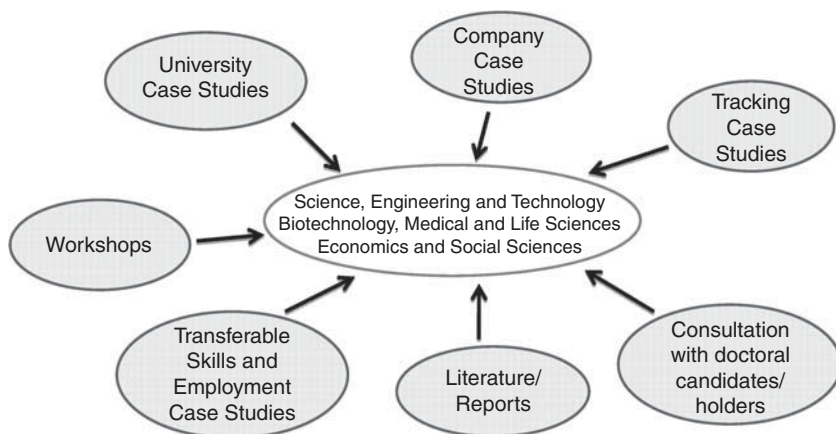 University
Case Studies
Company
Case
Studies
Tracking
Case
Studies
Science, Engineering and Technology
Biotechnology, Medical and Life Sciences
Economics and Social Sciences
Workshops
Transferable
Skills and
Employment
Case Studies
Literature/
Reports
Consultation
with doctoral
candidates/
holders